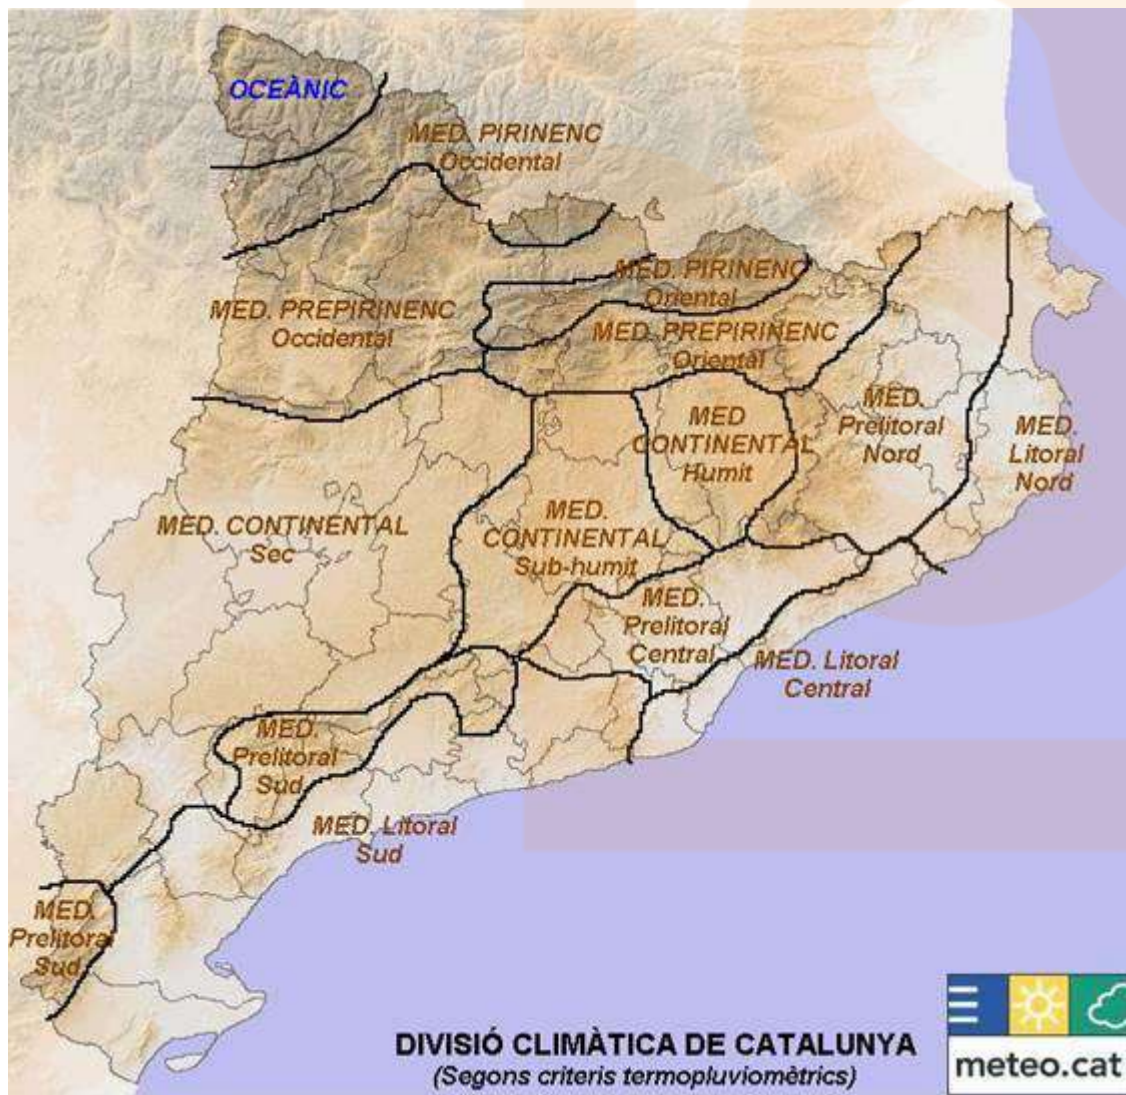 OCEÀNIC
MED. PIRINENC
Occidental
MED. PIRINENC
Oriental
MED. PREPIRINENC
Occidental
MED. PREPIRINENC
Oriental
MED.
Prelitoral
Nord
MED.
Litoral
Nord
MED
CONTINENTAL
Humit
MED. CONTINENTAL
Sec
MED.
CONTINENTAL
Sub-humit
MED.
Prelitoral
Central
MED. Litoral
Central
MED.
Prelitoral
Sud
MED. Litoral
Sud
MED.
Prelitoral
Sud
DIVISIÓ CLIMÀTICA DE CATALUNYA
(Segons criteris termopluviomètrics)
meteo.cat